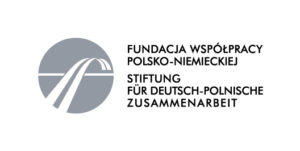 FUNDACJA WSPÓŁPRACY
POLSKO-NIEMIECKIEJ
STIFTUNG
FÜR DEUTSCH-POLNISCHE
ZUSAMMENARBEIT